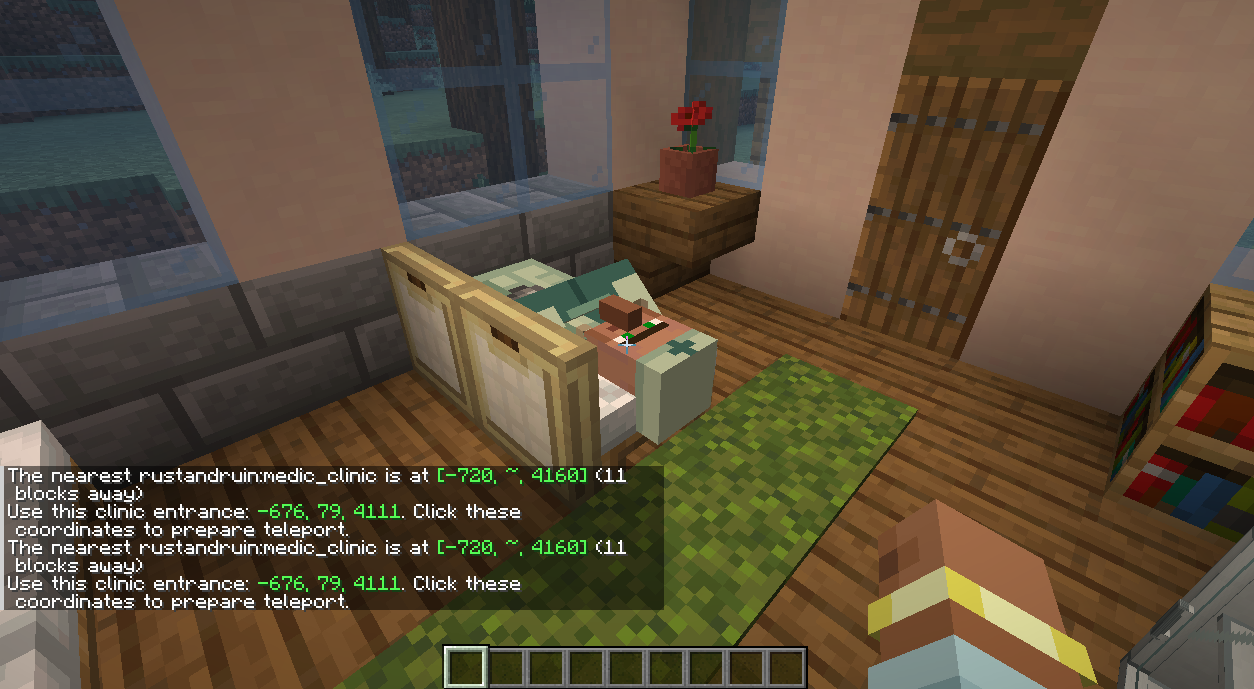 The nearest rustandruin:medic_clinic is at [-720, ~, 4160] (11
blocks away)
Use this clinic entrance: -676, 79, 4111. Click these
coordinates to prepare teleport.
The nearest rustandruin:medic_clinic is at [-720, ~, 4160] (11
blocks away)
Use this clinic entrance: -676, 79, 4111. Click these
coordinates to prepare teleport.